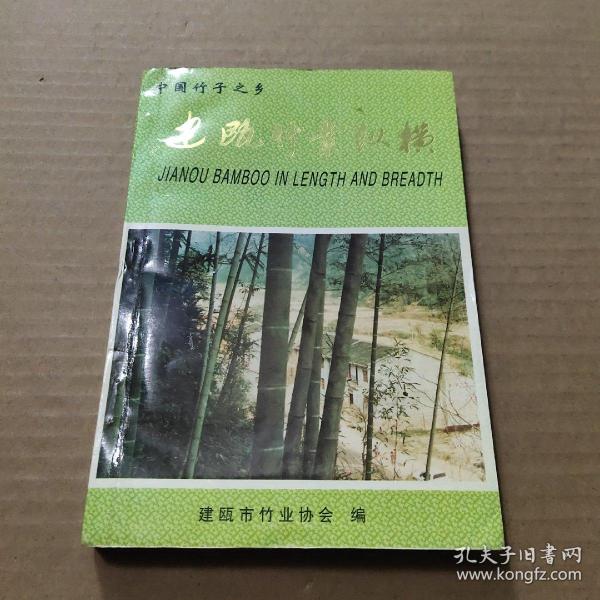 中国竹子之乡
建瓯竹业纵横
JIANOU BAMBOO IN LENGTH AND BREADTH
建瓯市竹业协会 编
孔夫子旧书网
www.kongfz.com